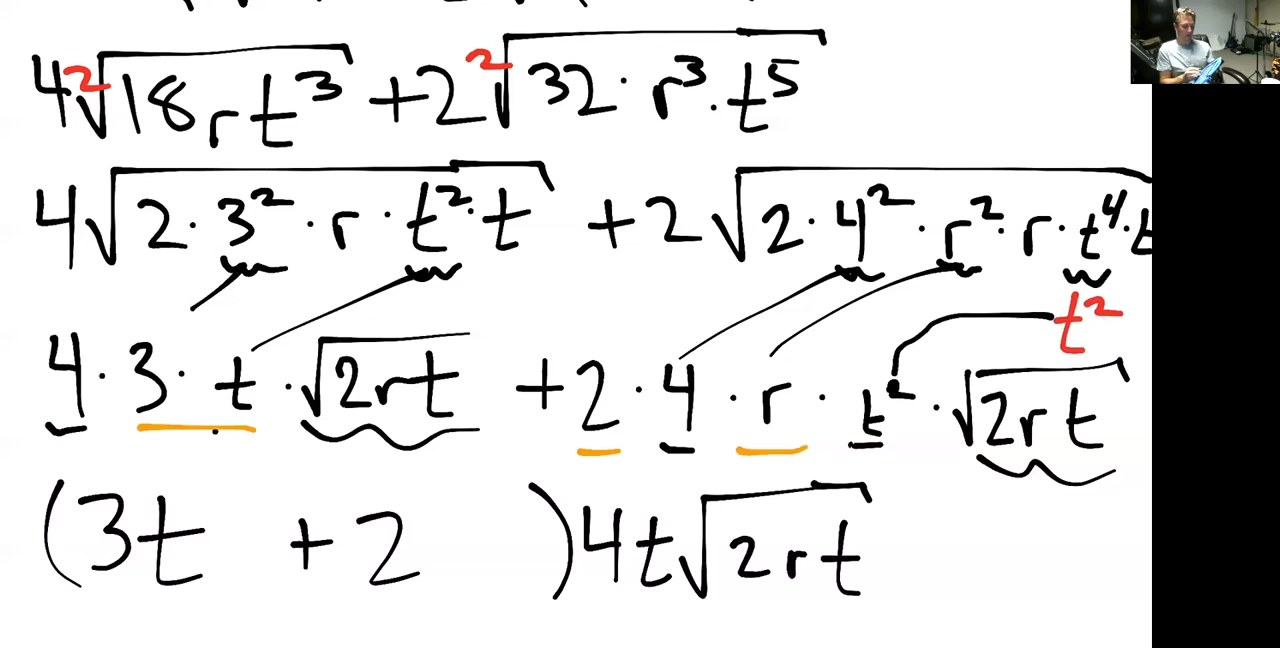 4²√18rt³ + 2²√32·r³·t⁵
4√2·3²·r·t²·t + 2√2·4²·r²·r·t⁴·t
t²
4·3·t·√2rt + 2·4·r·t²·√2rt
(3t + 2 )4t√2rt